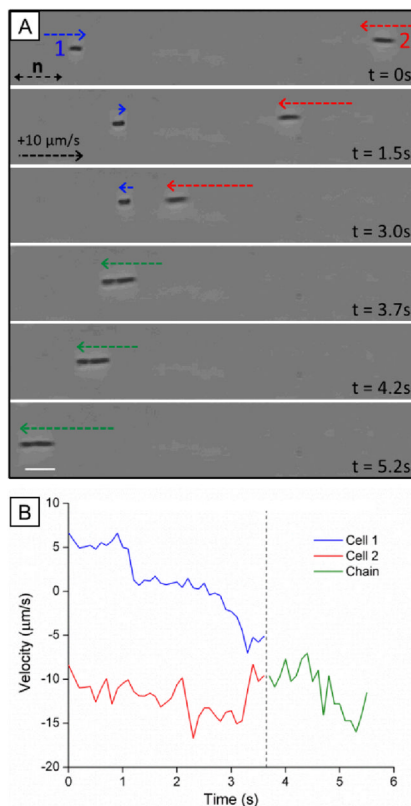 A
1
2
n
t = 0s
+10 μm/s
t = 1.5s
t = 3.0s
t = 3.7s
t = 4.2s
t = 5.2s
B
Velocity (μm/s)
10
5
0
-5
-10
-15
-20
Cell 1
Cell 2
Chain
0 1 2 3 4 5 6
Time (s)